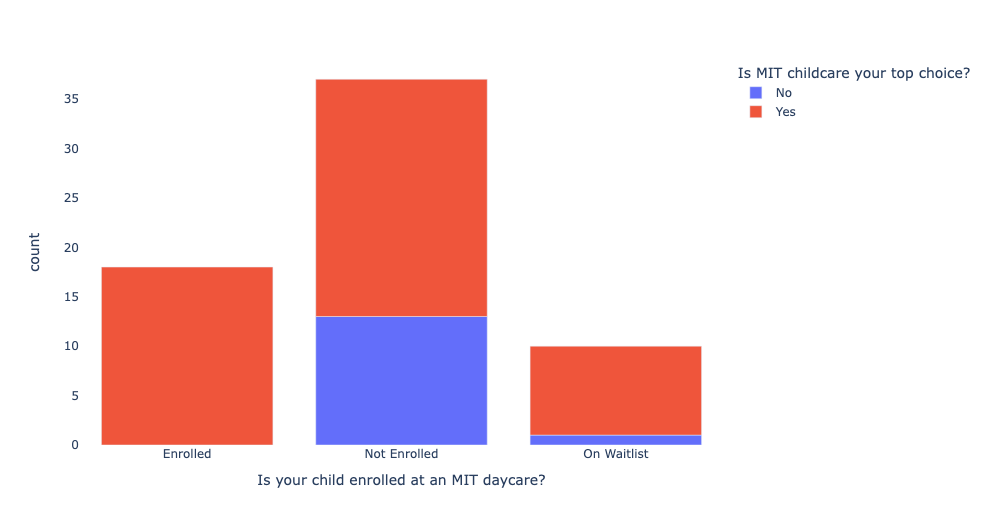 Is MIT childcare your top choice?
No
Yes
count
35
30
25
20
15
10
5
0
Enrolled
Not Enrolled
On Waitlist
Is your child enrolled at an MIT daycare?